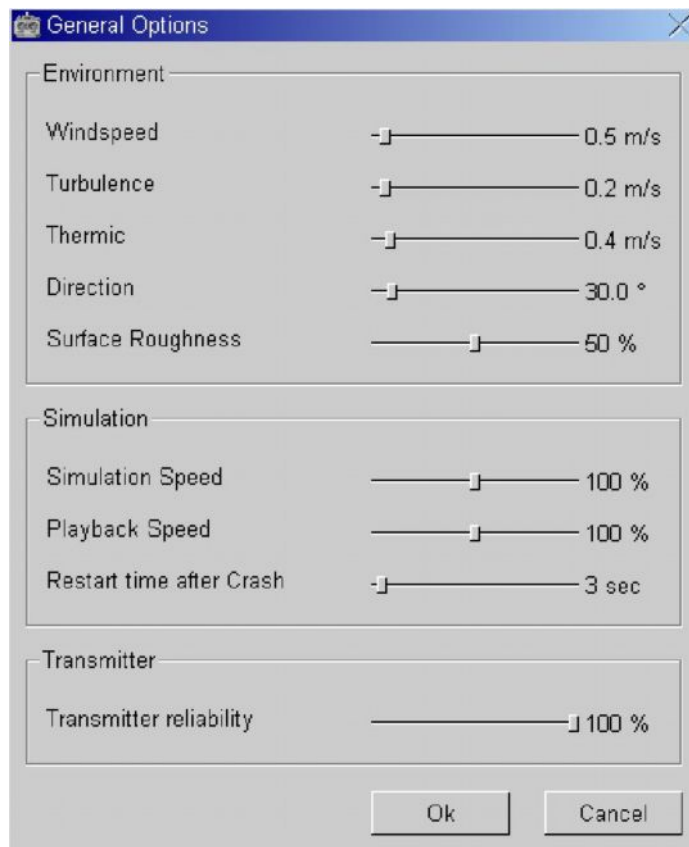 General Options
Environment
Windspeed 0.5 m/s
Turbulence 0.2 m/s
Thermic 0.4 m/s
Direction 30.0 °
Surface Roughness 50 %
Simulation
Simulation Speed 100 %
Playback Speed 100 %
Restart time after Crash 3 sec
Transmitter
Transmitter reliability 100 %
Ok Cancel